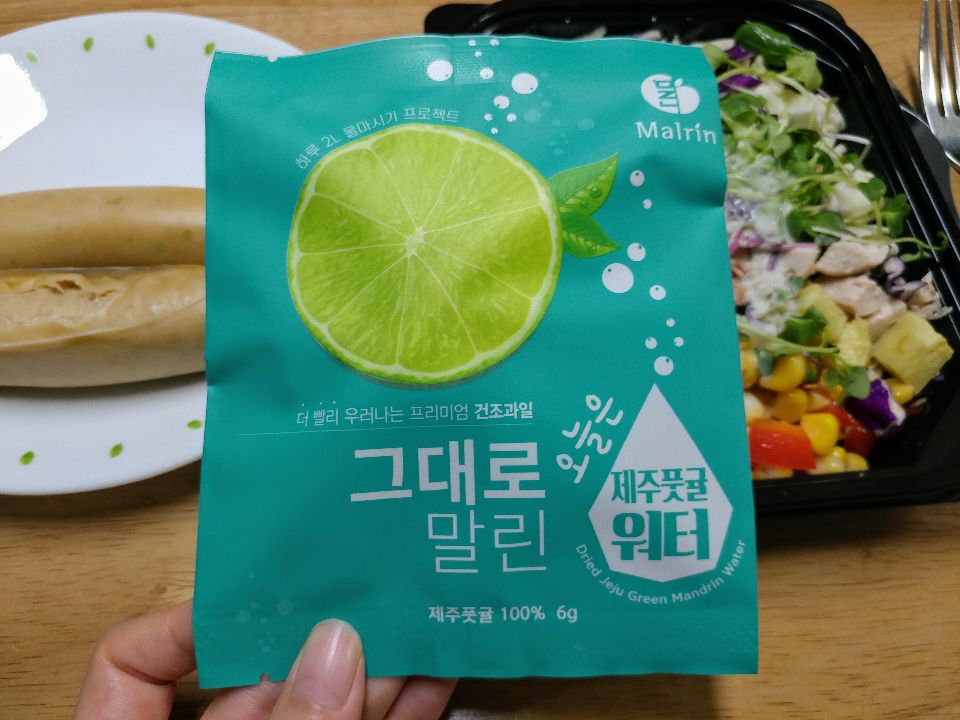 말린
Malrin
하루 2L 물마시기 프로젝트
더 빨리 우러나는 프리미엄 건조과일
그대로
말린
오늘은
제주풋귤
워터
Dried Jeju Green Mandrin Water
제주풋귤 100% 6g